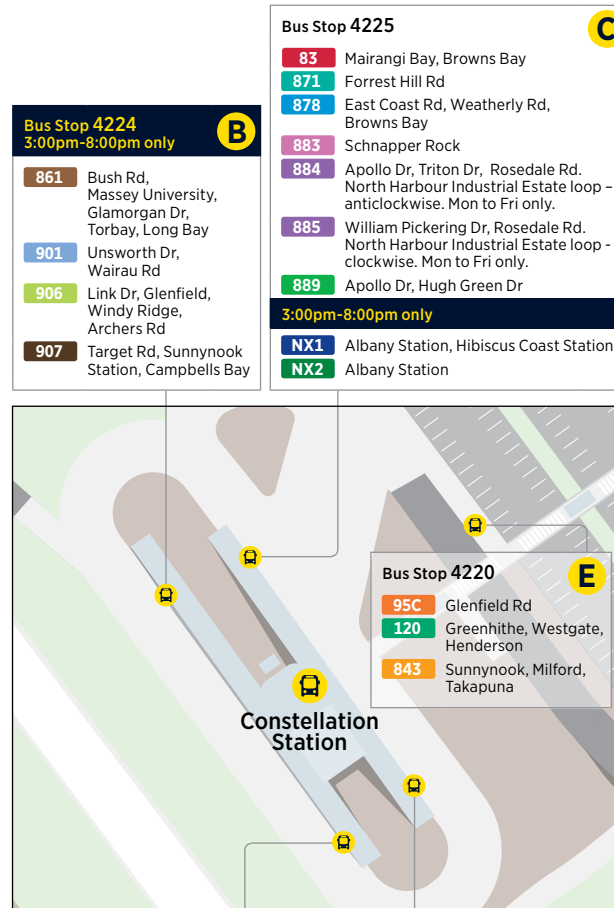 Bus Stop 4225
C
83 Mairangi Bay, Browns Bay
871 Forrest Hill Rd
878 East Coast Rd, Weatherly Rd,
Browns Bay
883 Schnapper Rock
884 Apollo Dr, Triton Dr, Rosedale Rd.
North Harbour Industrial Estate loop –
anticlockwise. Mon to Fri only.
885 William Pickering Dr, Rosedale Rd.
North Harbour Industrial Estate loop -
clockwise. Mon to Fri only.
889 Apollo Dr, Hugh Green Dr
3:00pm-8:00pm only
NX1 Albany Station, Hibiscus Coast Station
NX2 Albany Station
Bus Stop 4224
3:00pm-8:00pm only
B
861 Bush Rd,
Massey University,
Glamorgan Dr,
Torbay, Long Bay
901 Unsworth Dr,
Wairau Rd
906 Link Dr, Glenfield,
Windy Ridge,
Archers Rd
907 Target Rd, Sunnynook
Station, Campbells Bay
Bus Stop 4220
E
95C Glenfield Rd
120 Greenhithe, Westgate,
Henderson
843 Sunnynook, Milford,
Takapuna
Constellation
Station